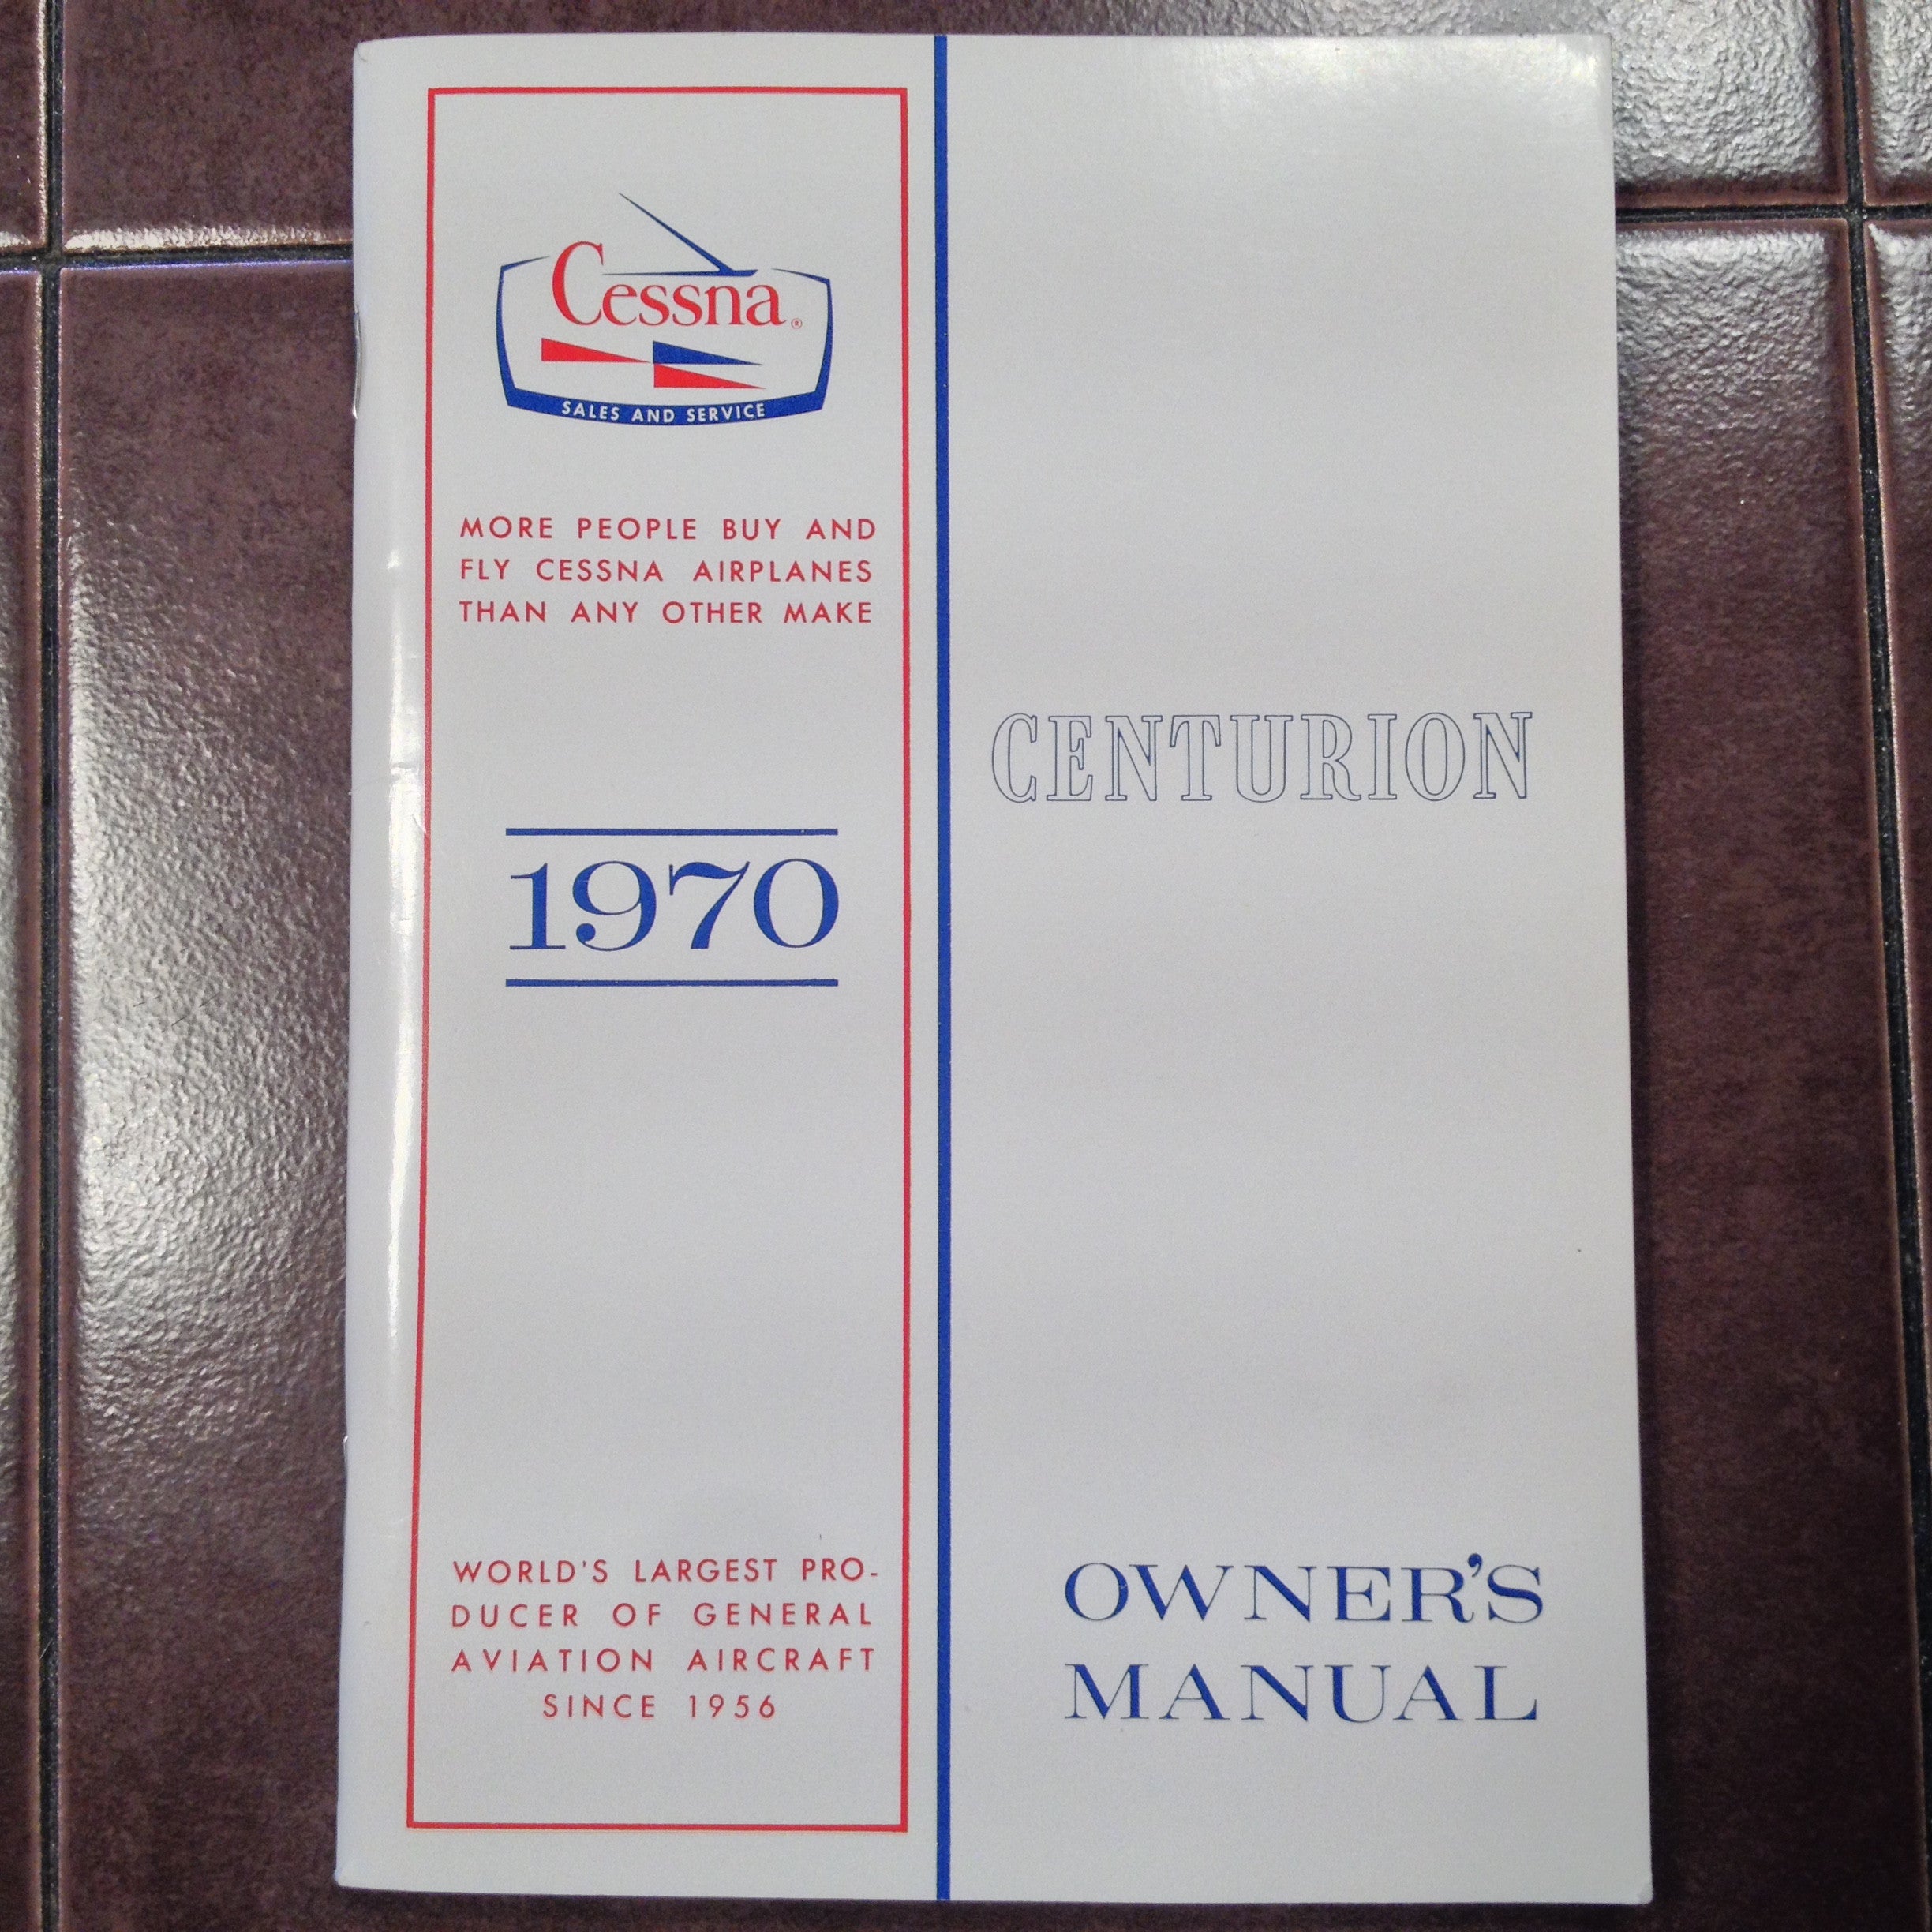 Cessna®
SALES AND SERVICE
MORE PEOPLE BUY AND
FLY CESSNA AIRPLANES
THAN ANY OTHER MAKE
1970
WORLD'S LARGEST PRO-
DUCER OF GENERAL
AVIATION AIRCRAFT
SINCE 1956
CENTURION
OWNER'S
MANUAL